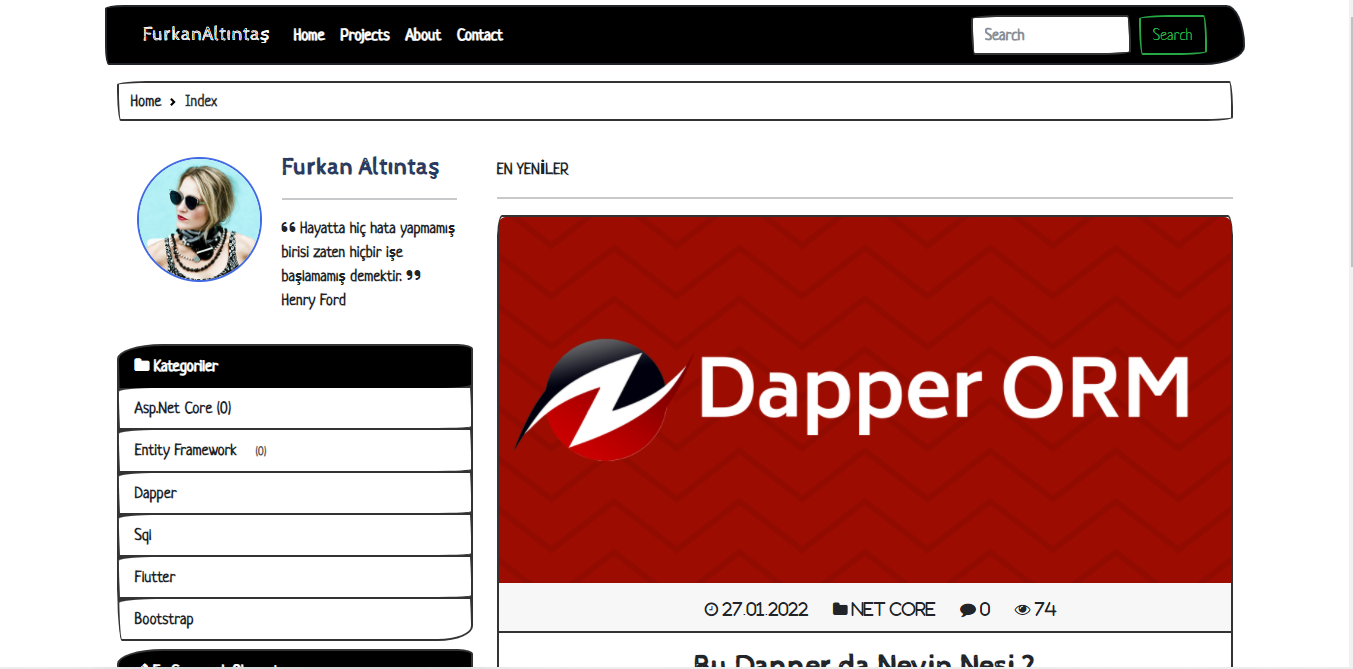 FurkanAltıntaş Home Projects About Contact Search Search
Home Index
Furkan Altıntaş
❝ Hayatta hiç hata yapmamış
birisi zaten hiçbir işe
başlamamış demektir. ❞
Henry Ford
Kategoriler
Asp.Net Core (0)
Entity Framework (0)
Dapper
Sql
Flutter
Bootstrap
EN YENİLER
Dapper ORM
27.01.2022 NET CORE 0 74
Bu Dapper da Neyin Nesi ?